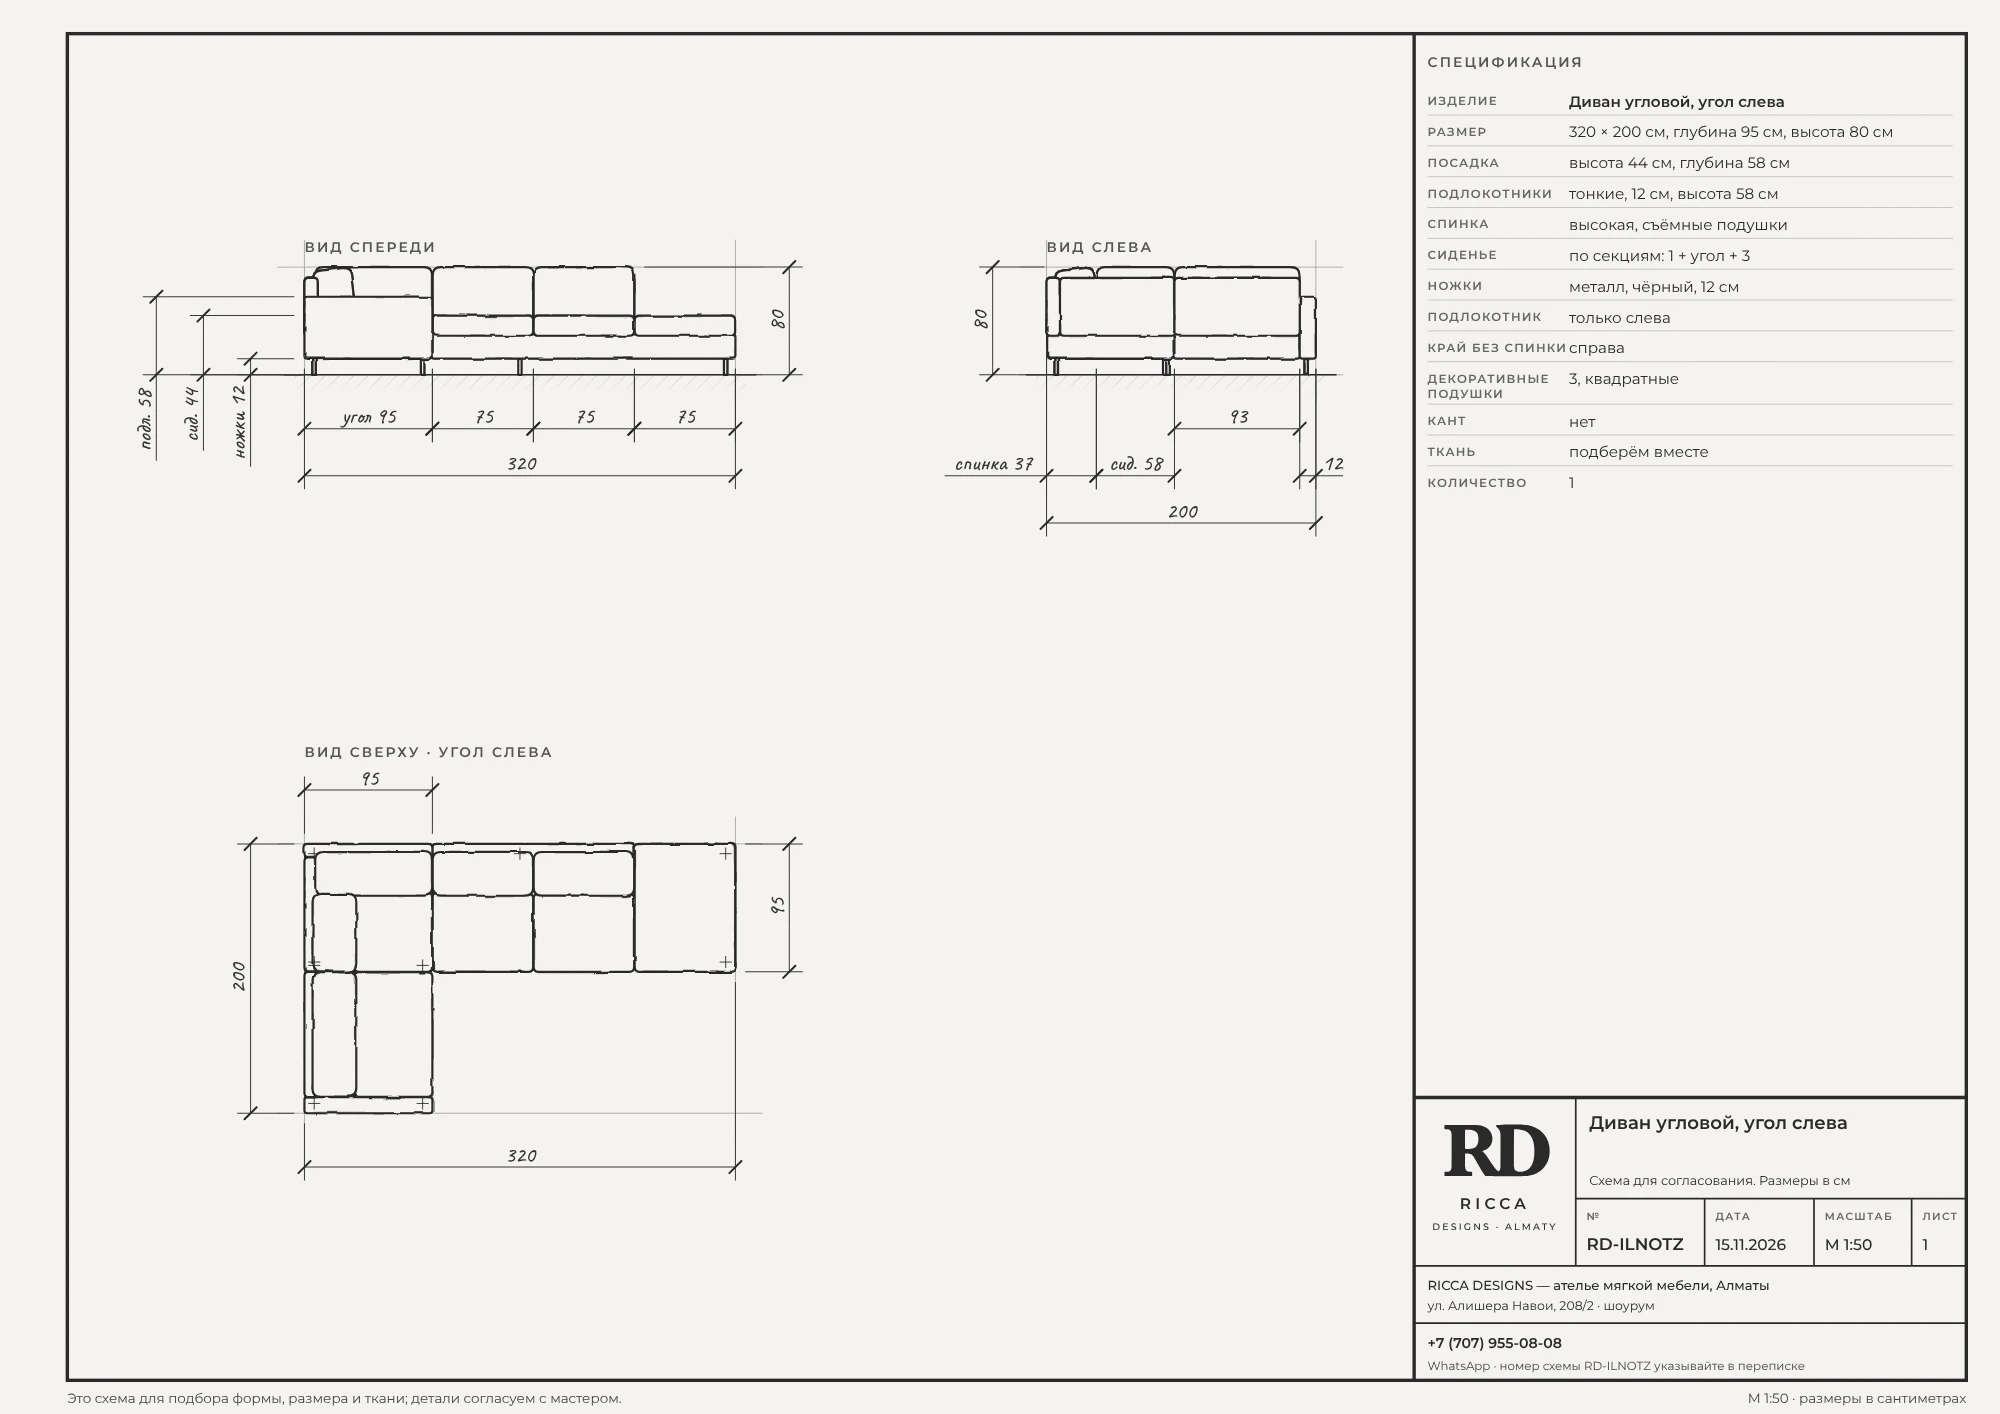 ВИД СПЕРЕДИ
80
подл. 58
сид. 44
ножки 12
угол 95
75
75
75
320
ВИД СЛЕВА
80
93
спинка 37
сид. 58
12
200
ВИД СВЕРХУ · УГОЛ СЛЕВА
95
95
200
320
СПЕЦИФИКАЦИЯ
ИЗДЕЛИЕ Диван угловой, угол слева
РАЗМЕР 320 × 200 см, глубина 95 см, высота 80 см
ПОСАДКА высота 44 см, глубина 58 см
ПОДЛОКОТНИКИ тонкие, 12 см, высота 58 см
СПИНКА высокая, съёмные подушки
СИДЕНЬЕ по секциям: 1 + угол + 3
НОЖКИ металл, чёрный, 12 см
ПОДЛОКОТНИК только слева
КРАЙ БЕЗ СПИНКИ справа
ДЕКОРАТИВНЫЕ 3, квадратные
ПОДУШКИ
КАНТ нет
ТКАНЬ подберём вместе
КОЛИЧЕСТВО 1
RD
RICCA
DESIGNS · ALMATY
Диван угловой, угол слева
Схема для согласования. Размеры в см
№ ДАТА МАСШТАБ ЛИСТ
RD-ILNOTZ 15.11.2026 М 1:50 1
RICCA DESIGNS — ателье мягкой мебели, Алматы
ул. Алишера Навои, 208/2 · шоурум
+7 (707) 955-08-08
WhatsApp · номер схемы RD-ILNOTZ указывайте в переписке
Это схема для подбора формы, размера и ткани; детали согласуем с мастером.
М 1:50 · размеры в сантиметрах